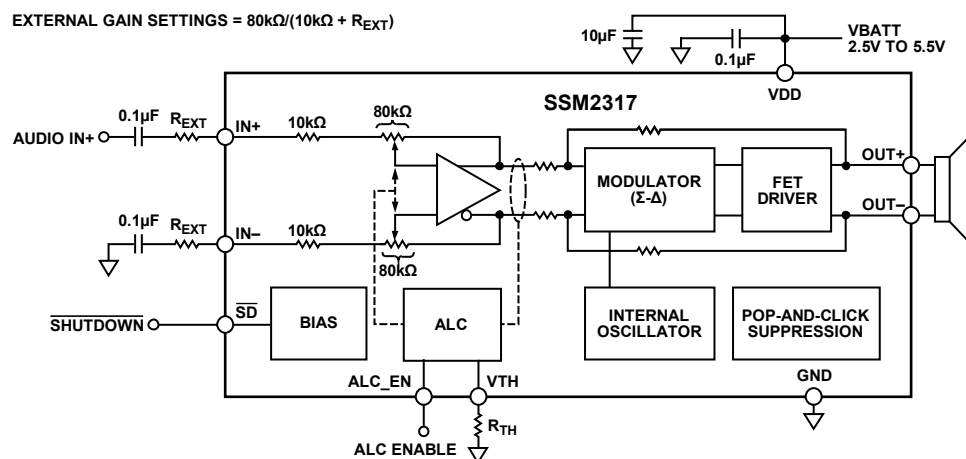 EXTERNAL GAIN SETTINGS = 80kΩ/(10kΩ + REXT)
10µF
0.1µF
VBATT
2.5V TO 5.5V
VDD
SSM2317
0.1µF
REXT
IN+
10kΩ
80kΩ
AUDIO IN+
MODULATOR
(Σ-Δ)
FET
DRIVER
OUT+
OUT–
0.1µF
REXT
IN–
10kΩ
80kΩ
SHUTDOWN
SD
BIAS
ALC
INTERNAL
OSCILLATOR
POP-AND-CLICK
SUPPRESSION
ALC_EN
VTH
GND
RTH
ALC ENABLE